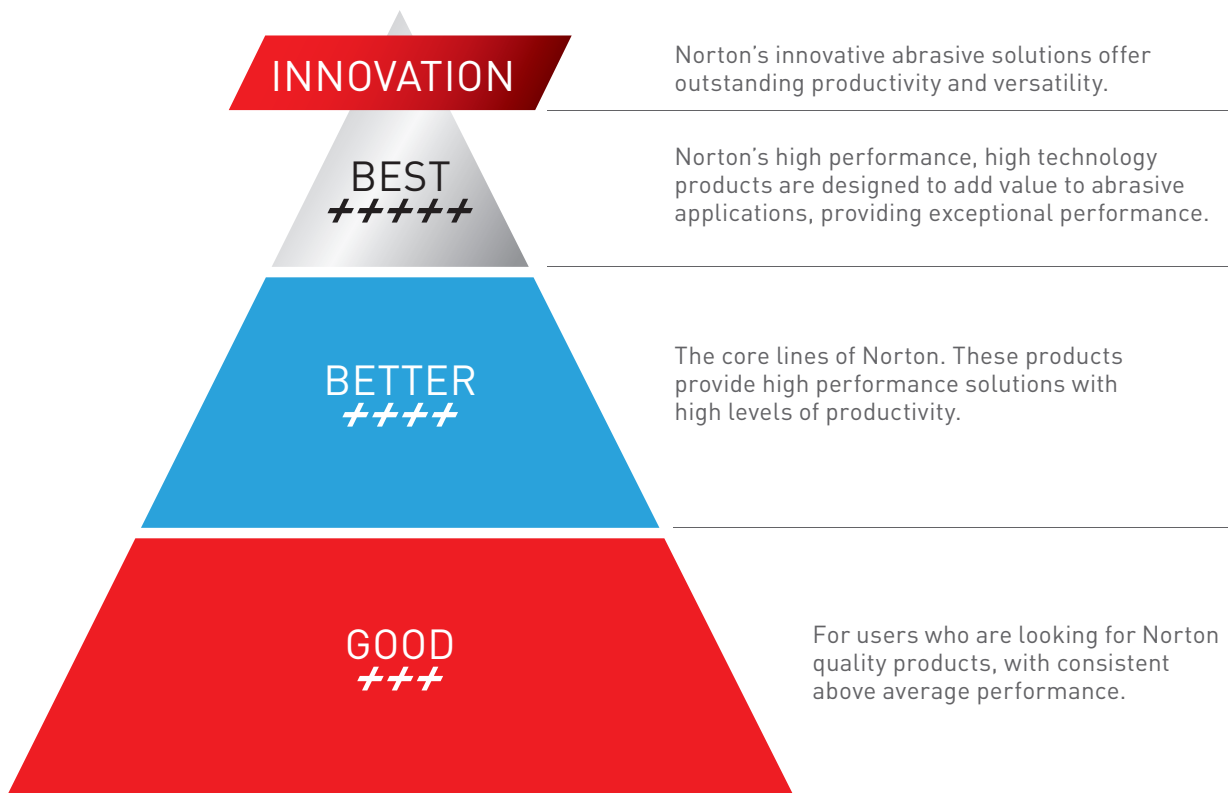 INNOVATION
Norton's innovative abrasive solutions offer
outstanding productivity and versatility.
BEST
+++++
Norton's high performance, high technology
products are designed to add value to abrasive
applications, providing exceptional performance.
BETTER
++++
The core lines of Norton. These products
provide high performance solutions with
high levels of productivity.
GOOD
+++
For users who are looking for Norton
quality products, with consistent
above average performance.